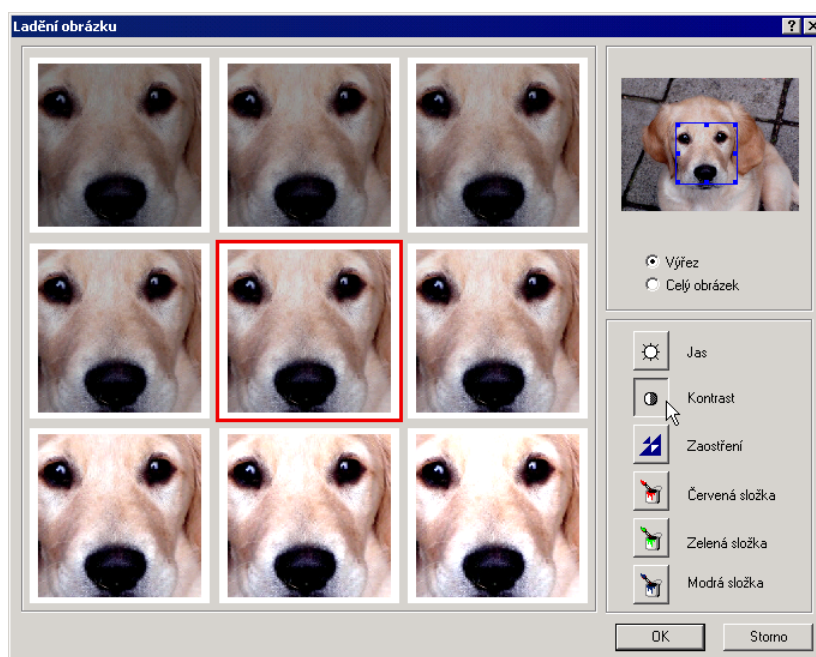 Ladění obrázku
Výřez
Celý obrázek
Jas
Kontrast
Zaostření
Červená složka
Zelená složka
Modrá složka
OK
Storno